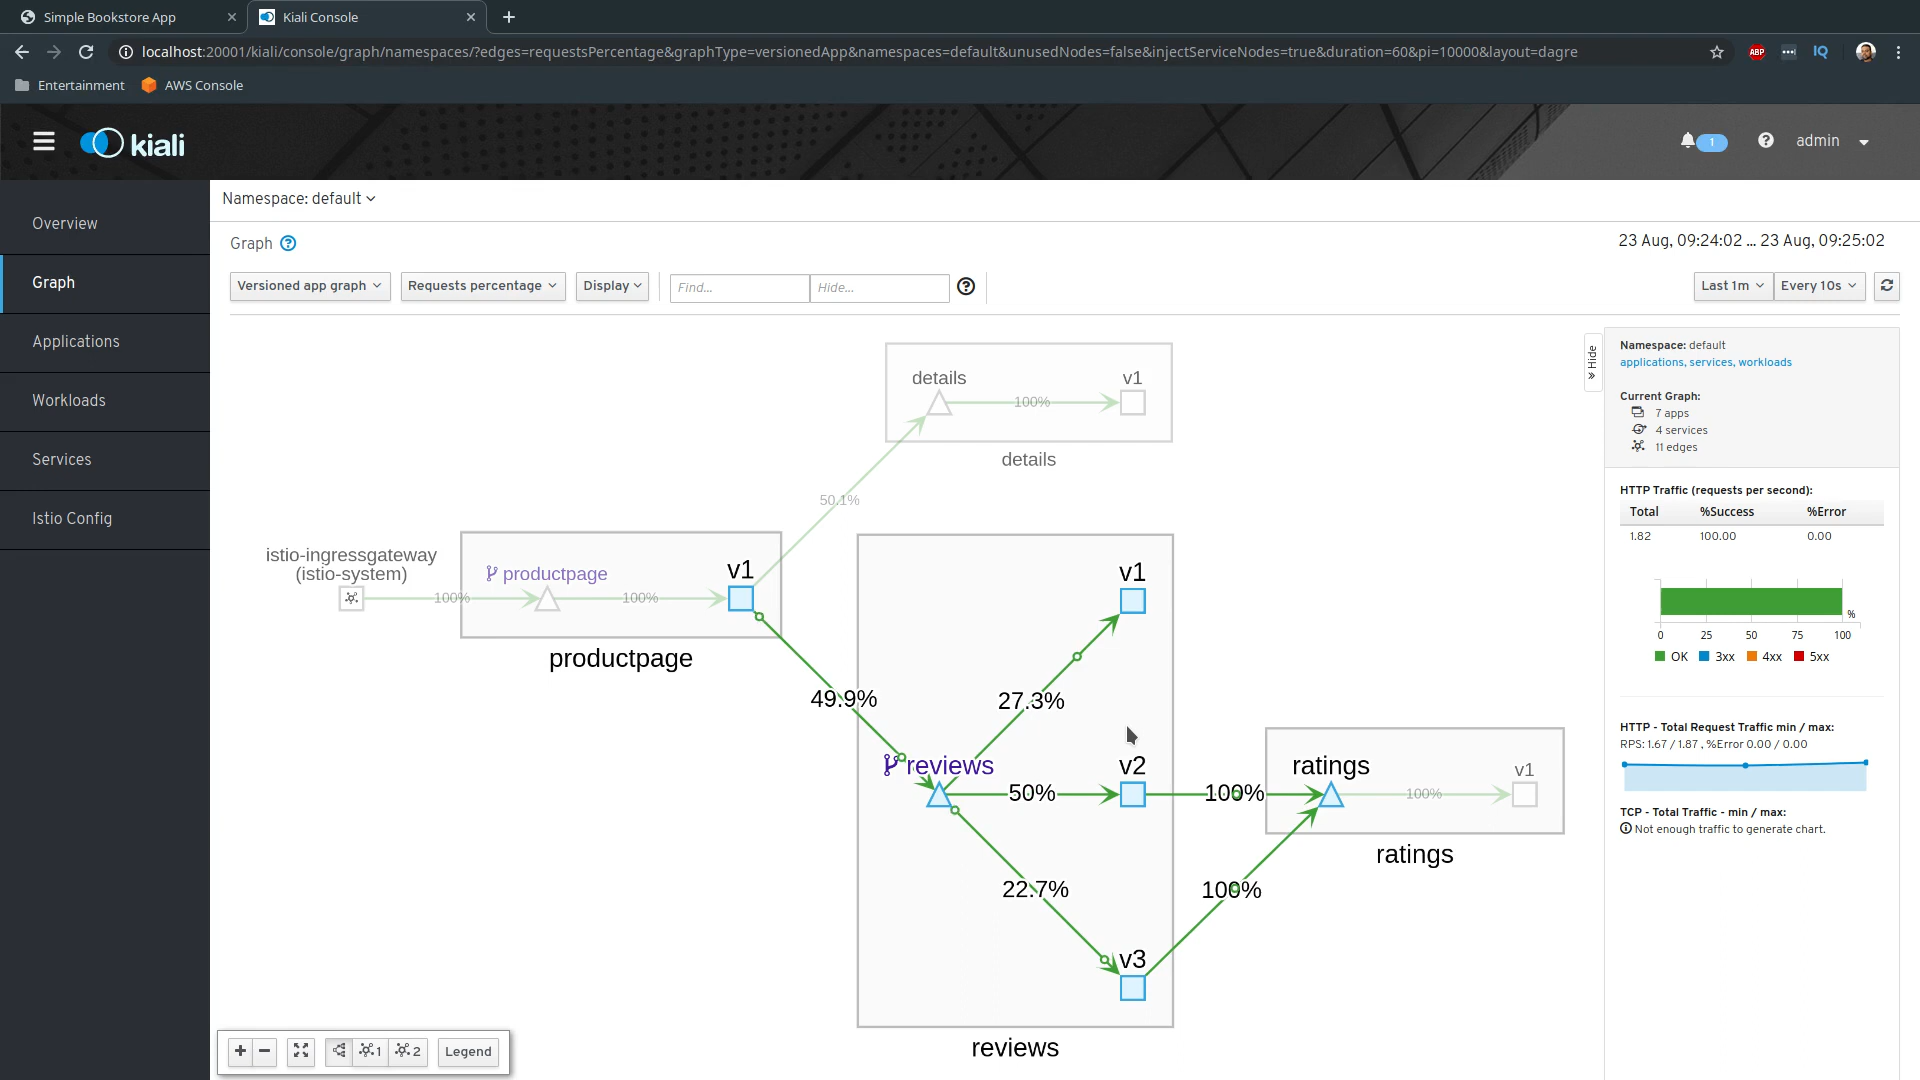 Simple Bookstore App
Kiali Console
localhost:20001/kiali/console/graph/namespaces/?edges=requestsPercentage&graphType=versionedApp&namespaces=default&unusedNodes=false&injectServiceNodes=true&duration=60&pi=10000&layout=dagre
ABP
IQ
Entertainment
AWS Console
kiali
1
admin
Overview
Graph
Applications
Workloads
Services
Istio Config
Namespace: default
Graph
23 Aug, 09:24:02 ... 23 Aug, 09:25:02
Versioned app graph
Requests percentage
Display
Find...
Hide...
Last 1m
Every 10s
details
v1
100%
details
50.1%
istio-ingressgateway
(istio-system)
100%
productpage
100%
v1
productpage
49.9%
v1
27.3%
reviews
50%
v2
100%
22.7%
v3
100%
reviews
ratings
100%
v1
ratings
1
2
Legend
Hide
Namespace: default
applications, services, workloads
Current Graph:
7 apps
4 services
11 edges
HTTP Traffic (requests per second):
Total %Success %Error
1.82 100.00 0.00
%
0 25 50 75 100
OK 3xx 4xx 5xx
HTTP - Total Request Traffic min / max:
RPS: 1.67 / 1.87 , %Error 0.00 / 0.00
TCP - Total Traffic - min / max:
Not enough traffic to generate chart.